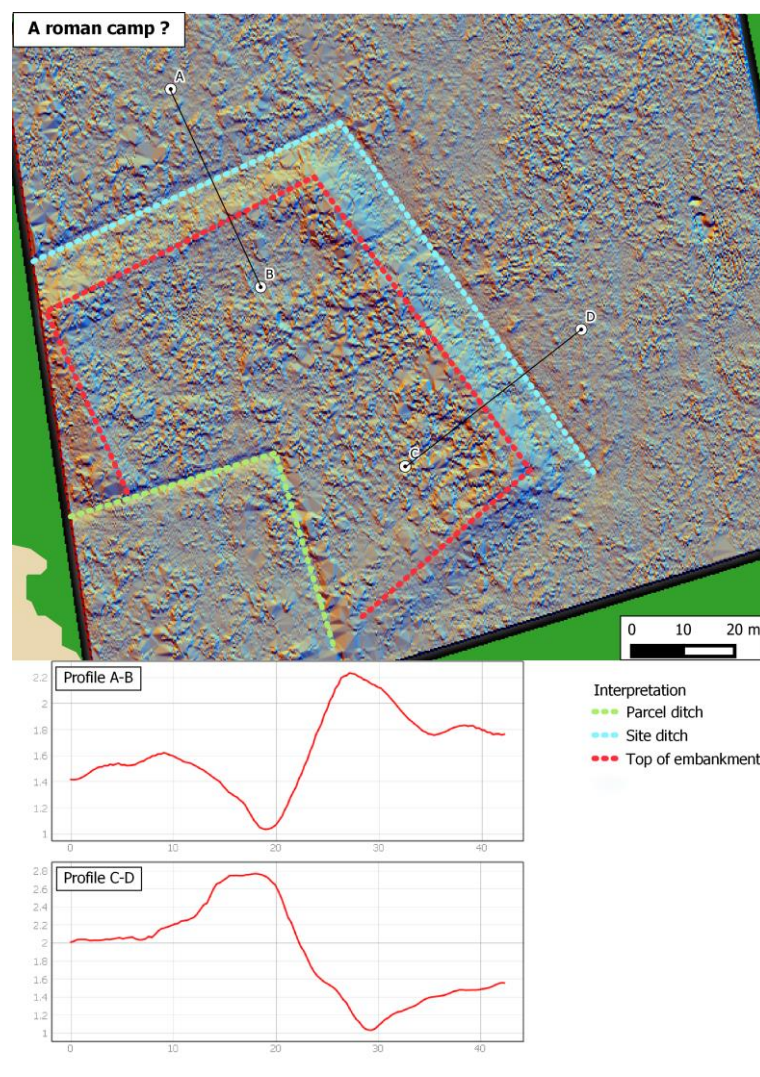 A roman camp ?
A
B
D
C
0 10 20 m
Profile A-B
2.2
2
1.8
1.6
1.4
1.2
1
0 10 20 30 40
Interpretation
Parcel ditch
Site ditch
Top of embankment
Profile C-D
2.8
2.6
2.4
2.2
2
1.8
1.6
1.4
1.2
1
0 10 20 30 40